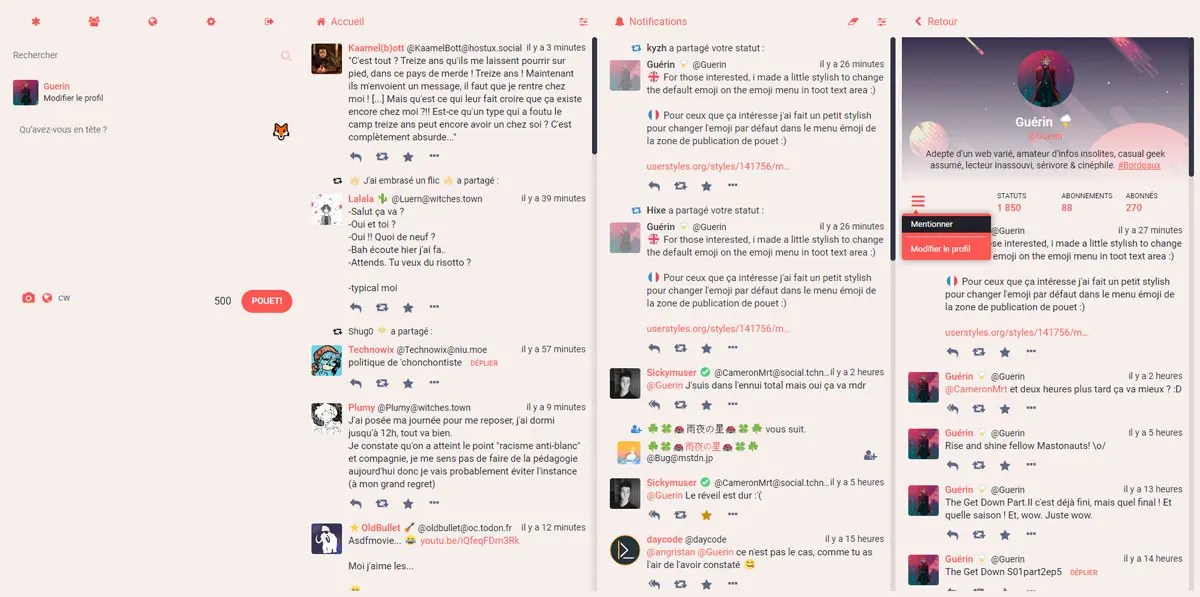 Rechercher
Guerin
Modifier le profil
Qu'avez-vous en tête ?
CW
500
POUET!
Accueil
Kaamel(b)ott @KaamelBott@hostux.social il y a 3 minutes
"C'est tout ? Treize ans qu'ils me laissent pourrir sur
pied, dans ce pays de merde ! Treize ans ! Maintenant
ils m'envoient un message, il faut que je rentre chez
moi ! [...] Mais qu'est ce qui leur fait croire que ça existe
encore chez moi ?!! Est-ce qu'un type qui a foutu le
camp treize ans peut encore avoir un chez soi ? C'est
complètement absurde..."
🔥 J'ai embrasé un flic 🔥 a partagé :
Lalala 🌵 @Luern@witches.town il y a 39 minutes
-Salut ça va ?
-Oui et toi ?
-Oui !! Quoi de neuf ?
-Bah écoute hier j'ai fa..
-Attends. Tu veux du risotto ?
-typical moi
Shug0 a partagé :
Technowix @Technowix@niu.moe il y a 57 minutes
politique de 'chonchontiste DÉPLIER
Plumy @Plumy@witches.town il y a 9 minutes
J'ai posée ma journée pour me reposer, j'ai dormi
jusqu'à 12h, tout va bien.
Je constate qu'on a atteint le point "racisme anti-blanc"
et compagnie, je me sens pas de faire de la pédagogie
aujourd'hui donc je vais probablement éviter l'instance
(à mon grand regret)
⭐ OldBullet @oldbullet@oc.todon.fr il y a 12 minutes
Asdfmovie... 😂 youtu.be/iQfeqFDm3Rk
Moi j'aime les...
Notifications
kyzh a partagé votre statut :
Guérin @Guerin il y a 26 minutes
🇬🇧 For those interested, i made a little stylish to change
the default emoji on the emoji menu in toot text area :)
🇫🇷 Pour ceux que ça intéresse j'ai fait un petit stylish
pour changer l'emoji par défaut dans le menu émoji de
la zone de publication de pouet :)
userstyles.org/styles/141756/m...
Hixe a partagé votre statut :
Guérin @Guerin il y a 26 minutes
🇬🇧 For those interested, i made a little stylish to change
the default emoji on the emoji menu in toot text area :)
🇫🇷 Pour ceux que ça intéresse j'ai fait un petit stylish
pour changer l'emoji par défaut dans le menu émoji de
la zone de publication de pouet :)
userstyles.org/styles/141756/m...
Sickymuser ✅ @CameronMrt@social.tchn... il y a 2 heures
@Guerin J'suis dans l'ennui total mais oui ça va mdr
☘🍀🐞雨夜の星🐞🍀☘ vous suit.
☘🍀🐞雨夜の星🐞🍀☘
@Bug@mstdn.jp
Sickymuser ✅ @CameronMrt@social.tchn... il y a 5 heures
@Guerin Le réveil est dur :'(
daycode @daycode il y a 15 heures
@angristan @Guerin ce n'est pas le cas, comme tu as
l'air de l'avoir constaté 😋
Retour
Guérin
@Guerin
Adepte d'un web varié, amateur d'infos insolites, casual geek
assumé, lecteur inassouvi, sérivore & cinéphile. #Bordeaux
STATUTS
1 850
ABONNEMENTS
88
ABONNÉS
270
Mentionner
Modifier le profil
@Guerin il y a 27 minutes
se interested, i made a little stylish to change
emoji on the emoji menu in toot text area :)
🇫🇷 Pour ceux que ça intéresse j'ai fait un petit stylish
pour changer l'emoji par défaut dans le menu émoji de
la zone de publication de pouet :)
userstyles.org/styles/141756/m...
Guérin @Guerin il y a 2 heures
@CameronMrt et deux heures plus tard ça va mieux ? :D
Guérin @Guerin il y a 5 heures
Rise and shine fellow Mastonauts! \o/
Guérin @Guerin il y a 13 heures
The Get Down Part.II c'est déjà fini, mais quel final ! Et
quelle saison ! Et, wow. Juste wow.
Guérin @Guerin il y a 14 heures
The Get Down S01part2ep5 DÉPLIER